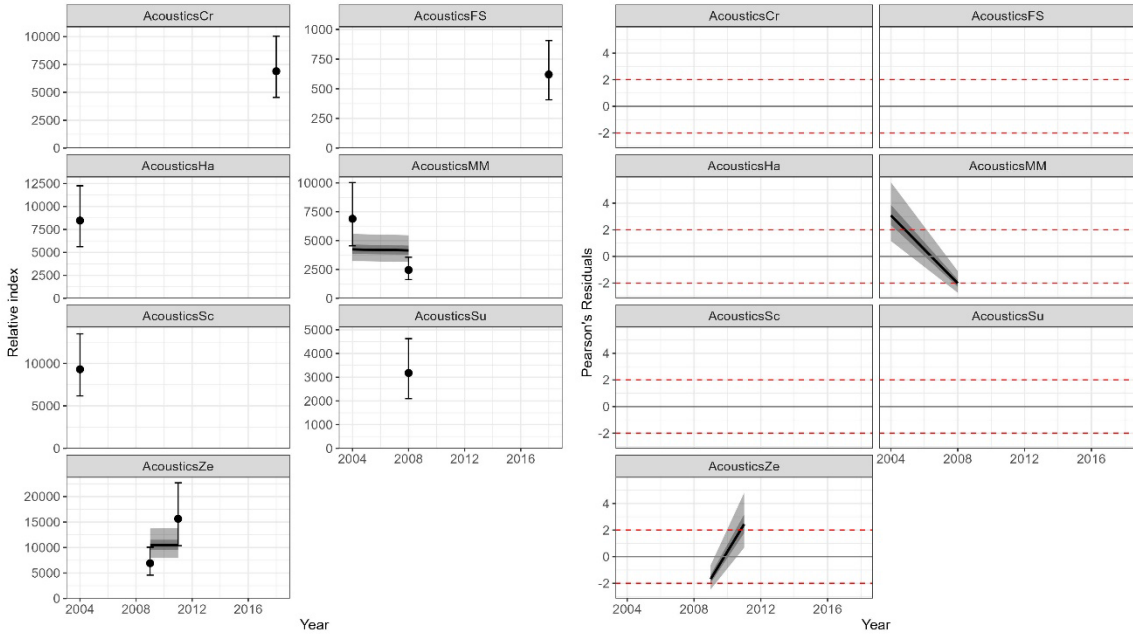 AcousticsCr
AcousticsFS
10000
7500
5000
2500
0
1000
750
500
250
0
AcousticsHa
AcousticsMM
12500
10000
7500
5000
2500
0
10000
7500
5000
2500
0
AcousticsSc
AcousticsSu
10000
5000
0
5000
4000
3000
2000
1000
0
2004 2008 2012 2016
AcousticsZe
20000
15000
10000
5000
0
2004 2008 2012 2016
Relative index
Year
AcousticsCr
AcousticsFS
4
2
0
-2
AcousticsHa
AcousticsMM
4
2
0
-2
AcousticsSc
AcousticsSu
4
2
0
-2
2004 2008 2012 2016
AcousticsZe
4
2
0
-2
2004 2008 2012 2016
Pearson's Residuals
Year